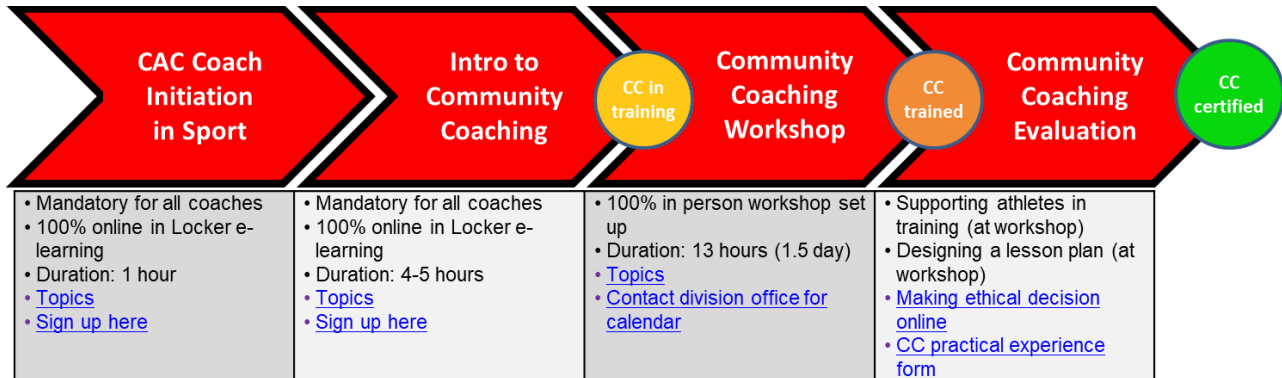 CAC Coach
Initiation
in Sport
Intro to
Community
Coaching
CC in
training
Community
Coaching
Workshop
CC
trained
Community
Coaching
Evaluation
CC
certified
• Mandatory for all coaches
• 100% online in Locker e-
learning
• Duration: 1 hour
• Topics
• Sign up here
• Mandatory for all coaches
• 100% online in Locker e-
learning
• Duration: 4-5 hours
• Topics
• Sign up here
• 100% in person workshop set
up
• Duration: 13 hours (1.5 day)
• Topics
• Contact division office for
calendar
• Supporting athletes in
training (at workshop)
• Designing a lesson plan (at
workshop)
• Making ethical decision
online
• CC practical experience
form